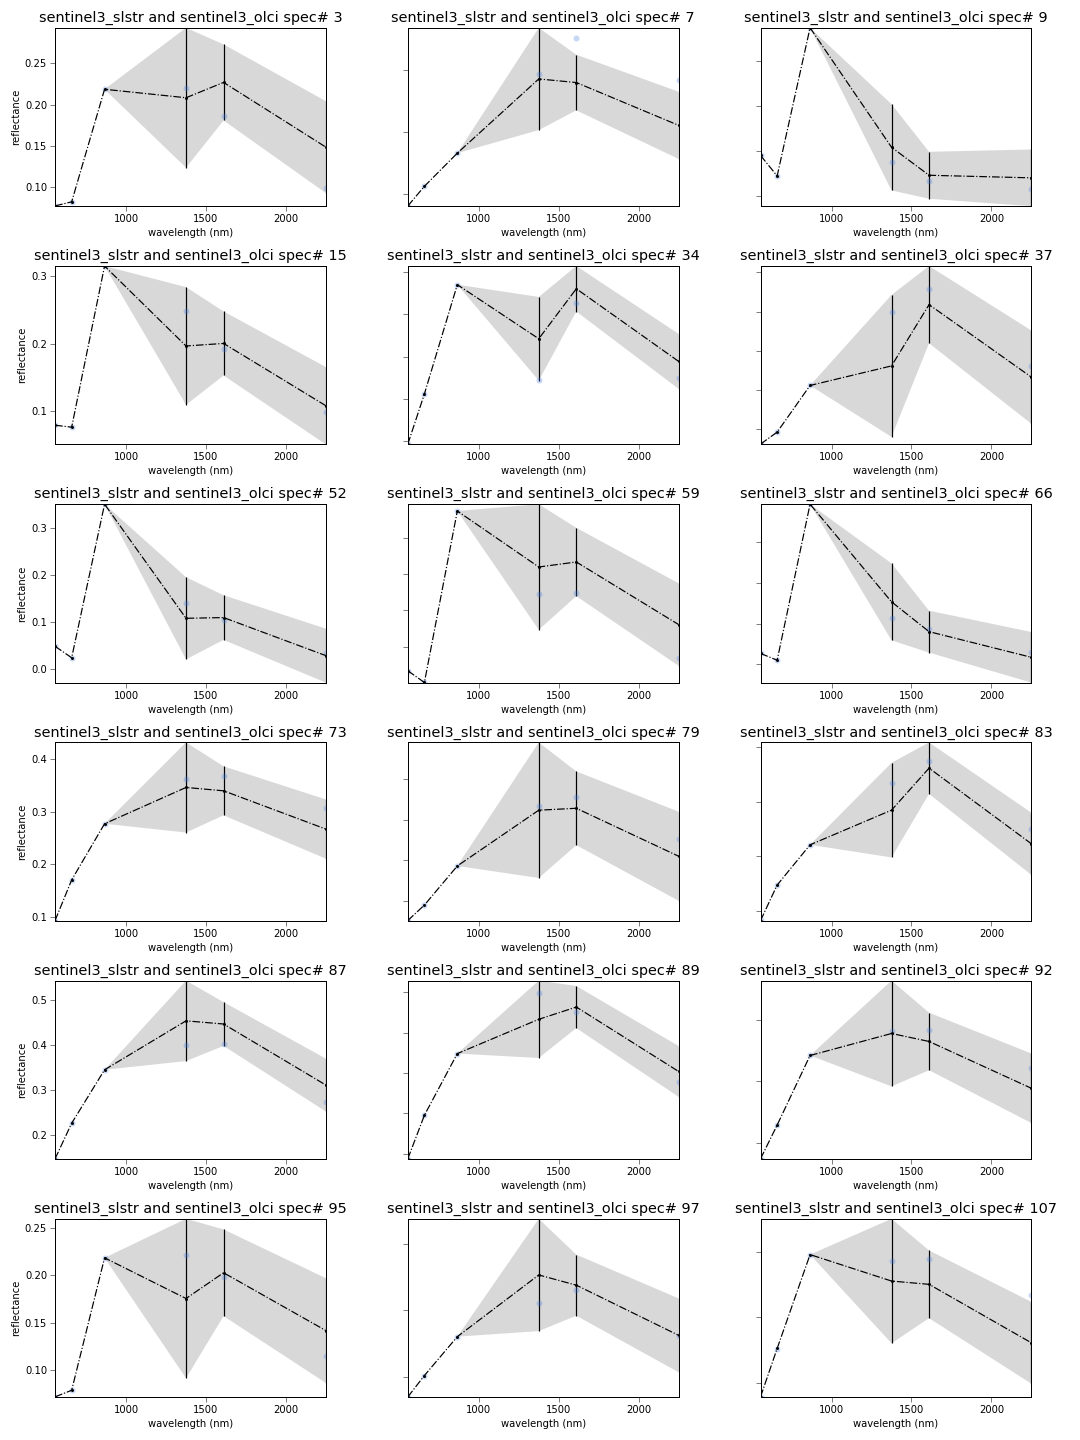 sentinel3_slstr and sentinel3_olci spec# 3
sentinel3_slstr and sentinel3_olci spec# 7
sentinel3_slstr and sentinel3_olci spec# 9
0.25
0.20
0.15
0.10
reflectance
1000 1500 2000
1000 1500 2000
1000 1500 2000
wavelength (nm)
wavelength (nm)
wavelength (nm)
sentinel3_slstr and sentinel3_olci spec# 15
sentinel3_slstr and sentinel3_olci spec# 34
sentinel3_slstr and sentinel3_olci spec# 37
0.3
0.2
0.1
reflectance
1000 1500 2000
1000 1500 2000
1000 1500 2000
wavelength (nm)
wavelength (nm)
wavelength (nm)
sentinel3_slstr and sentinel3_olci spec# 52
sentinel3_slstr and sentinel3_olci spec# 59
sentinel3_slstr and sentinel3_olci spec# 66
0.3
0.2
0.1
0.0
reflectance
1000 1500 2000
1000 1500 2000
1000 1500 2000
wavelength (nm)
wavelength (nm)
wavelength (nm)
sentinel3_slstr and sentinel3_olci spec# 73
sentinel3_slstr and sentinel3_olci spec# 79
sentinel3_slstr and sentinel3_olci spec# 83
0.4
0.3
0.2
0.1
reflectance
1000 1500 2000
1000 1500 2000
1000 1500 2000
wavelength (nm)
wavelength (nm)
wavelength (nm)
sentinel3_slstr and sentinel3_olci spec# 87
sentinel3_slstr and sentinel3_olci spec# 89
sentinel3_slstr and sentinel3_olci spec# 92
0.5
0.4
0.3
0.2
reflectance
1000 1500 2000
1000 1500 2000
1000 1500 2000
wavelength (nm)
wavelength (nm)
wavelength (nm)
sentinel3_slstr and sentinel3_olci spec# 95
sentinel3_slstr and sentinel3_olci spec# 97
sentinel3_slstr and sentinel3_olci spec# 107
0.25
0.20
0.15
0.10
reflectance
1000 1500 2000
1000 1500 2000
1000 1500 2000
wavelength (nm)
wavelength (nm)
wavelength (nm)